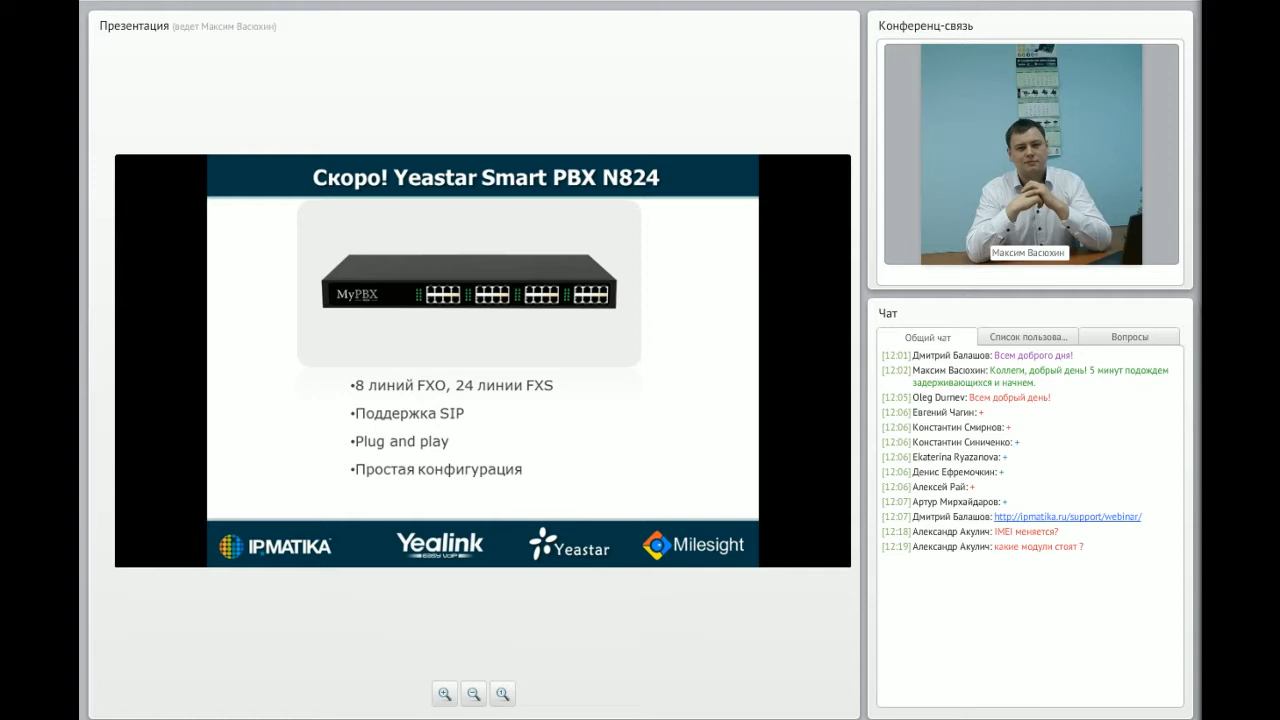 Презентация (ведет Максим Васюхин)
Скоро! Yeastar Smart PBX N824
MyPBX
•8 линий FXO, 24 линии FXS
•Поддержка SIP
•Plug and play
•Простая конфигурация
IPMATIKA
Yealink
EASY VoIP
Yeastar
Milesight
Конференц-связь
Максим Васюхин
Чат
Общий чат
Список пользова...
Вопросы
[12:01] Дмитрий Балашов: Всем доброго дня!
[12:02] Максим Васюхин: Коллеги, добрый день! 5 минут подождем
задерживающихся и начнем.
[12:05] Oleg Durnev: Всем добрый день!
[12:06] Евгений Чагин: +
[12:06] Константин Смирнов: +
[12:06] Константин Синиченко: +
[12:06] Ekaterina Ryazanova: +
[12:06] Денис Ефремочкин: +
[12:06] Алексей Рай: +
[12:07] Артур Мирхайдаров: +
[12:07] Дмитрий Балашов: http://ipmatika.ru/support/webinar/
[12:18] Александр Акулич: IMEI меняется?
[12:19] Александр Акулич: какие модули стоят ?